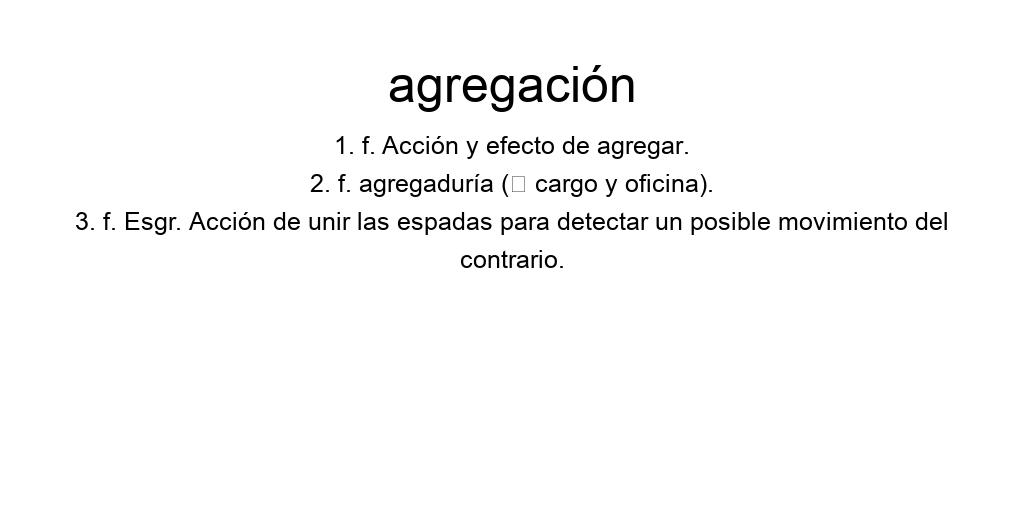 agregación
1. f. Acción y efecto de agregar.
2. f. agregaduría (□ cargo y oficina).
3. f. Esgr. Acción de unir las espadas para detectar un posible movimiento del
contrario.